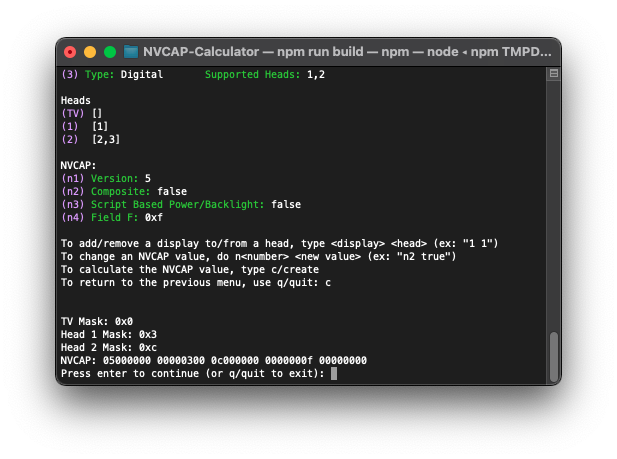 NVCAP-Calculator — npm run build — npm — node ◂ npm TMPD...
(3) Type: Digital Supported Heads: 1,2
Heads
(TV) []
(1) [1]
(2) [2,3]
NVCAP:
(n1) Version: 5
(n2) Composite: false
(n3) Script Based Power/Backlight: false
(n4) Field F: 0xf
To add/remove a display to/from a head, type <display> <head> (ex: "1 1")
To change an NVCAP value, do n<number> <new value> (ex: "n2 true")
To calculate the NVCAP value, type c/create
To return to the previous menu, use q/quit: c
TV Mask: 0x0
Head 1 Mask: 0x3
Head 2 Mask: 0xc
NVCAP: 05000000 00000300 0c000000 0000000f 00000000
Press enter to continue (or q/quit to exit):